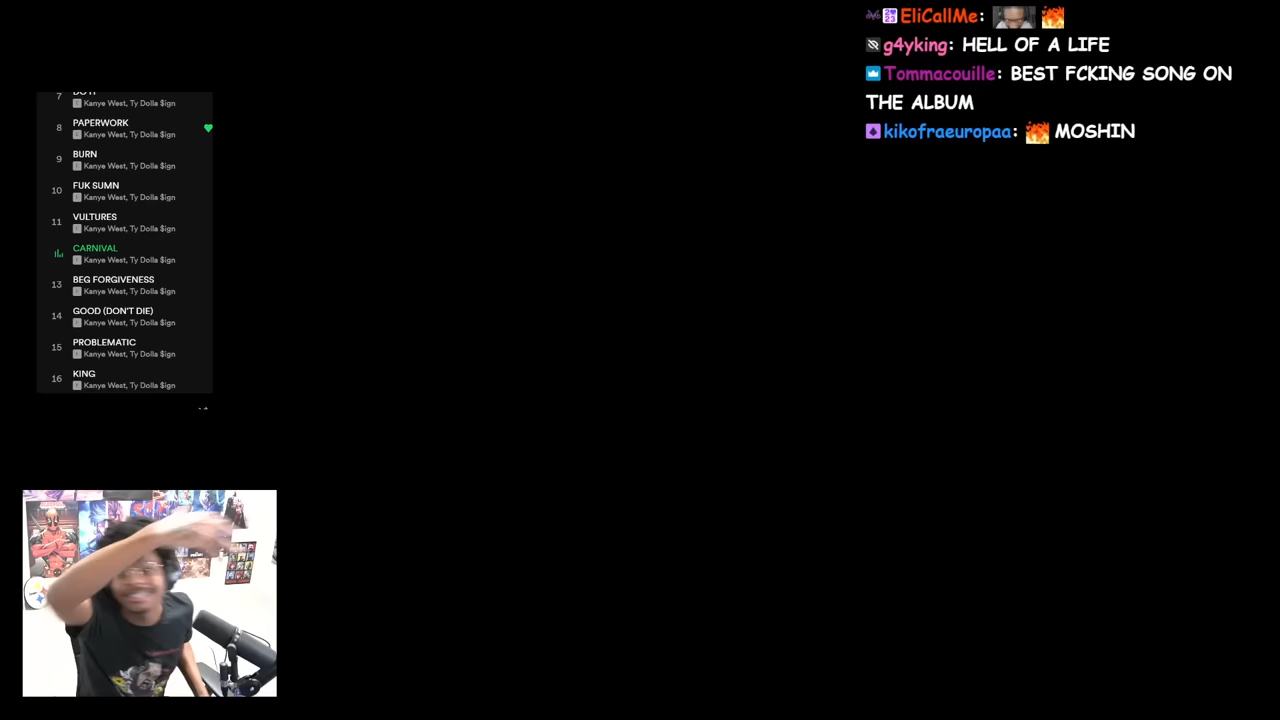 7
Kanye West, Ty Dolla $ign
8
PAPERWORK
Kanye West, Ty Dolla $ign
9
BURN
Kanye West, Ty Dolla $ign
10
FUK SUMN
Kanye West, Ty Dolla $ign
11
VULTURES
Kanye West, Ty Dolla $ign
CARNIVAL
Kanye West, Ty Dolla $ign
13
BEG FORGIVENESS
Kanye West, Ty Dolla $ign
14
GOOD (DON'T DIE)
Kanye West, Ty Dolla $ign
15
PROBLEMATIC
Kanye West, Ty Dolla $ign
16
KING
Kanye West, Ty Dolla $ign
EliCallMe:
g4yking: HELL OF A LIFE
Tommacouille: BEST FCKING SONG ON
THE ALBUM
kikofraeuropaa: MOSHIN